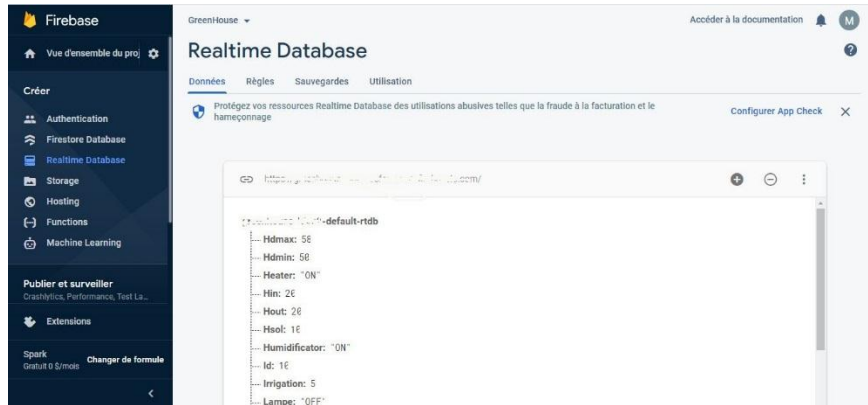 Firebase
Vue d'ensemble du proj
Créer
Authentication
Firestore Database
Realtime Database
Storage
Hosting
Functions
Machine Learning
Publier et surveiller
Crashlytics, Performance, Test La...
Extensions
Spark
Gratuit 0 $/mois
Changer de formule
GreenHouse
Accéder à la documentation
M
Realtime Database
Données Règles Sauvegardes Utilisation
Protégez vos ressources Realtime Database des utilisations abusives telles que la fraude à la facturation et le
hameçonnage
Configurer App Check
-default-rtdb
Hdmax: 58
Hdmin: 50
Heater: "ON"
Hin: 26
Hout: 20
Hsol: 16
Humidificator: "ON"
Id: 16
Irrigation: 5
Lampe: "OFF"